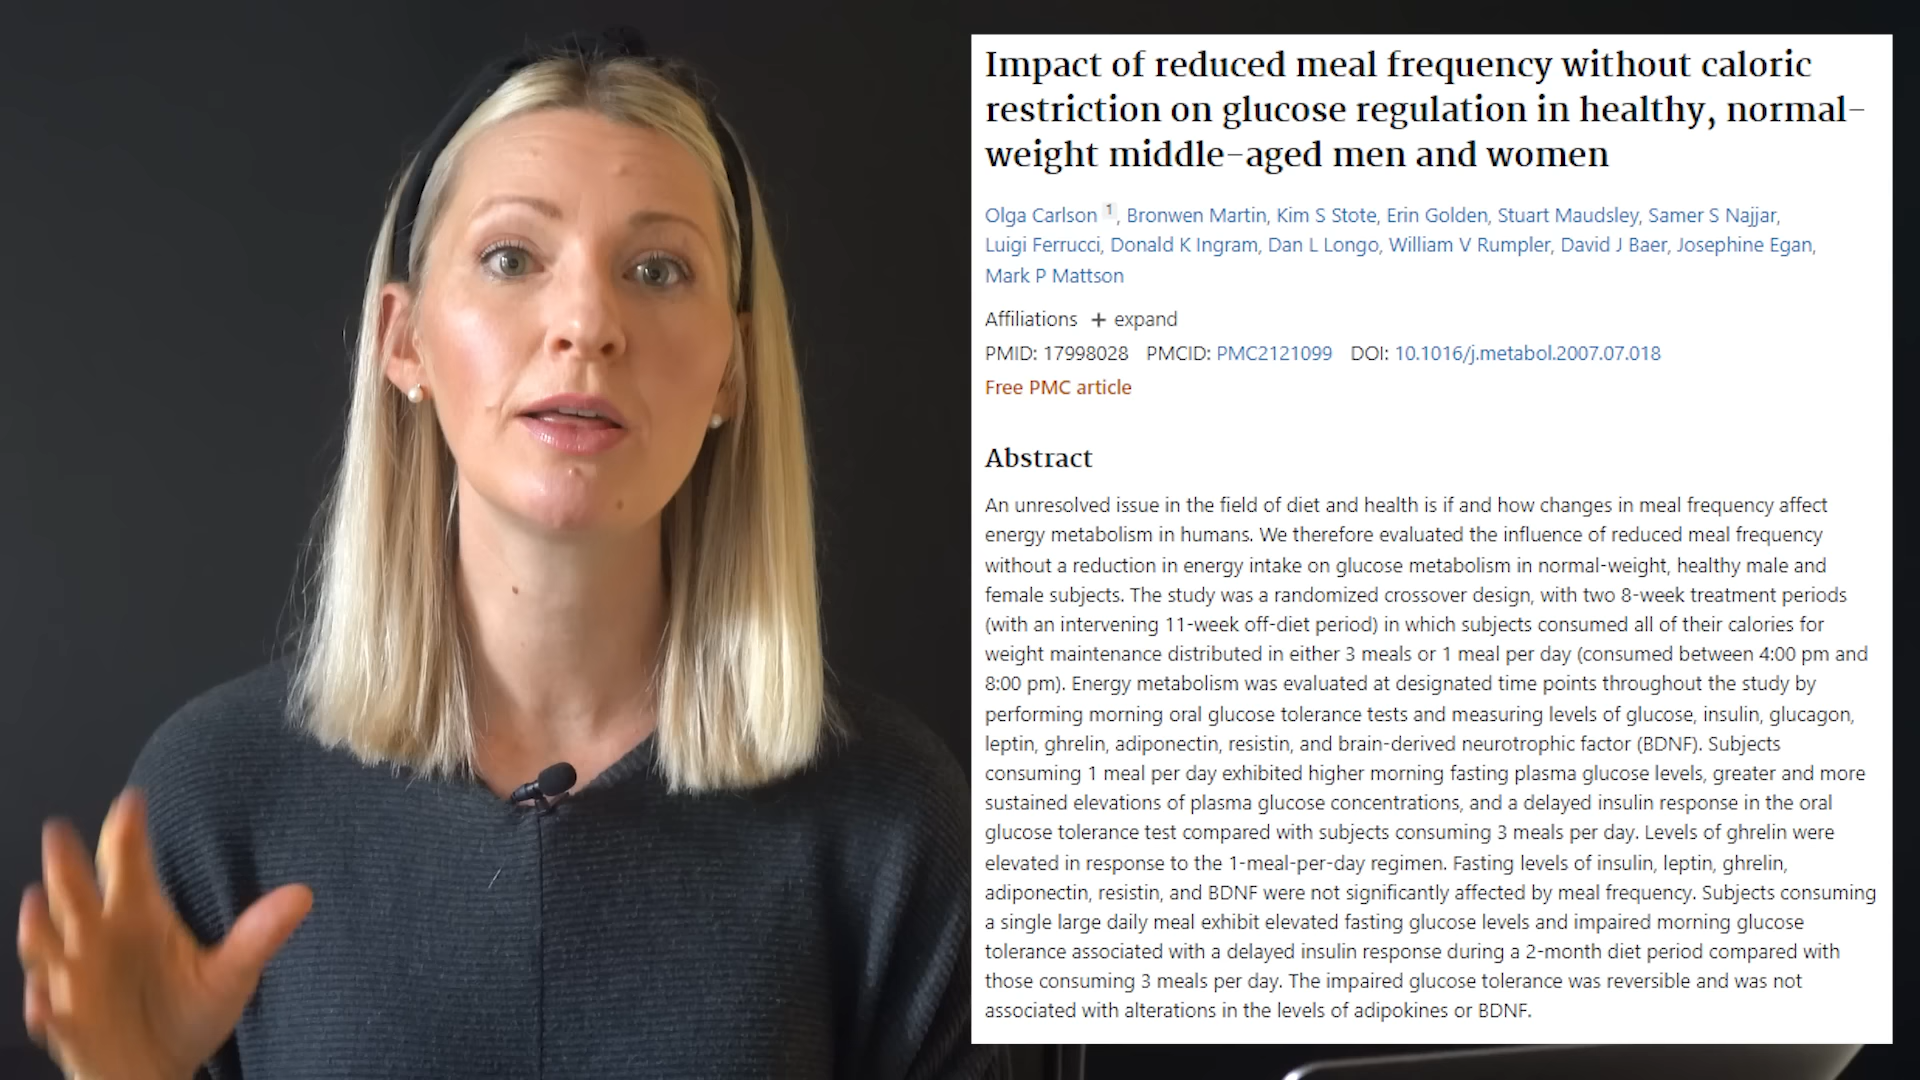 Impact of reduced meal frequency without caloric
restriction on glucose regulation in healthy, normal-
weight middle-aged men and women
Olga Carlson 1, Bronwen Martin, Kim S Stote, Erin Golden, Stuart Maudsley, Samer S Najjar,
Luigi Ferrucci, Donald K Ingram, Dan L Longo, William V Rumpler, David J Baer, Josephine Egan,
Mark P Mattson
Affiliations + expand
PMID: 17998028 PMCID: PMC2121099 DOI: 10.1016/j.metabol.2007.07.018
Free PMC article
Abstract
An unresolved issue in the field of diet and health is if and how changes in meal frequency affect
energy metabolism in humans. We therefore evaluated the influence of reduced meal frequency
without a reduction in energy intake on glucose metabolism in normal-weight, healthy male and
female subjects. The study was a randomized crossover design, with two 8-week treatment periods
(with an intervening 11-week off-diet period) in which subjects consumed all of their calories for
weight maintenance distributed in either 3 meals or 1 meal per day (consumed between 4:00 pm and
8:00 pm). Energy metabolism was evaluated at designated time points throughout the study by
performing morning oral glucose tolerance tests and measuring levels of glucose, insulin, glucagon,
leptin, ghrelin, adiponectin, resistin, and brain-derived neurotrophic factor (BDNF). Subjects
consuming 1 meal per day exhibited higher morning fasting plasma glucose levels, greater and more
sustained elevations of plasma glucose concentrations, and a delayed insulin response in the oral
glucose tolerance test compared with subjects consuming 3 meals per day. Levels of ghrelin were
elevated in response to the 1-meal-per-day regimen. Fasting levels of insulin, leptin, ghrelin,
adiponectin, resistin, and BDNF were not significantly affected by meal frequency. Subjects consuming
a single large daily meal exhibit elevated fasting glucose levels and impaired morning glucose
tolerance associated with a delayed insulin response during a 2-month diet period compared with
those consuming 3 meals per day. The impaired glucose tolerance was reversible and was not
associated with alterations in the levels of adipokines or BDNF.